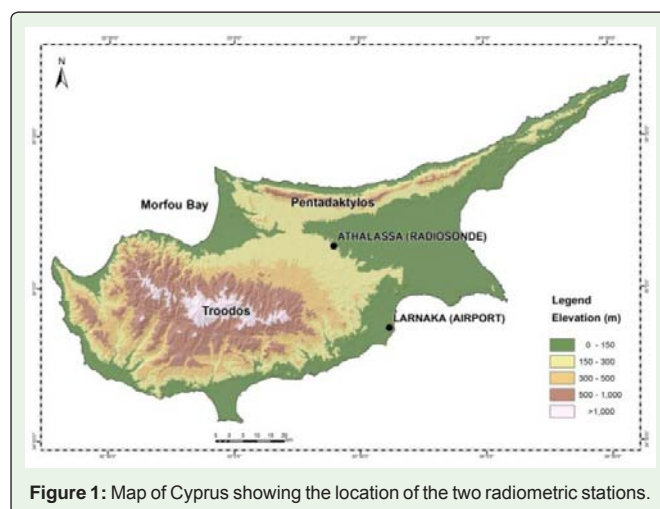 N
Morfou Bay
Pentadaktylos
ATHALASSA (RADIOSONDE)
Troodos
LARNAKA (AIRPORT)
Legend
Elevation (m)
0 - 150
150 - 300
300 - 500
500 - 1,000
>1,000
Figure 1: Map of Cyprus showing the location of the two radiometric stations.